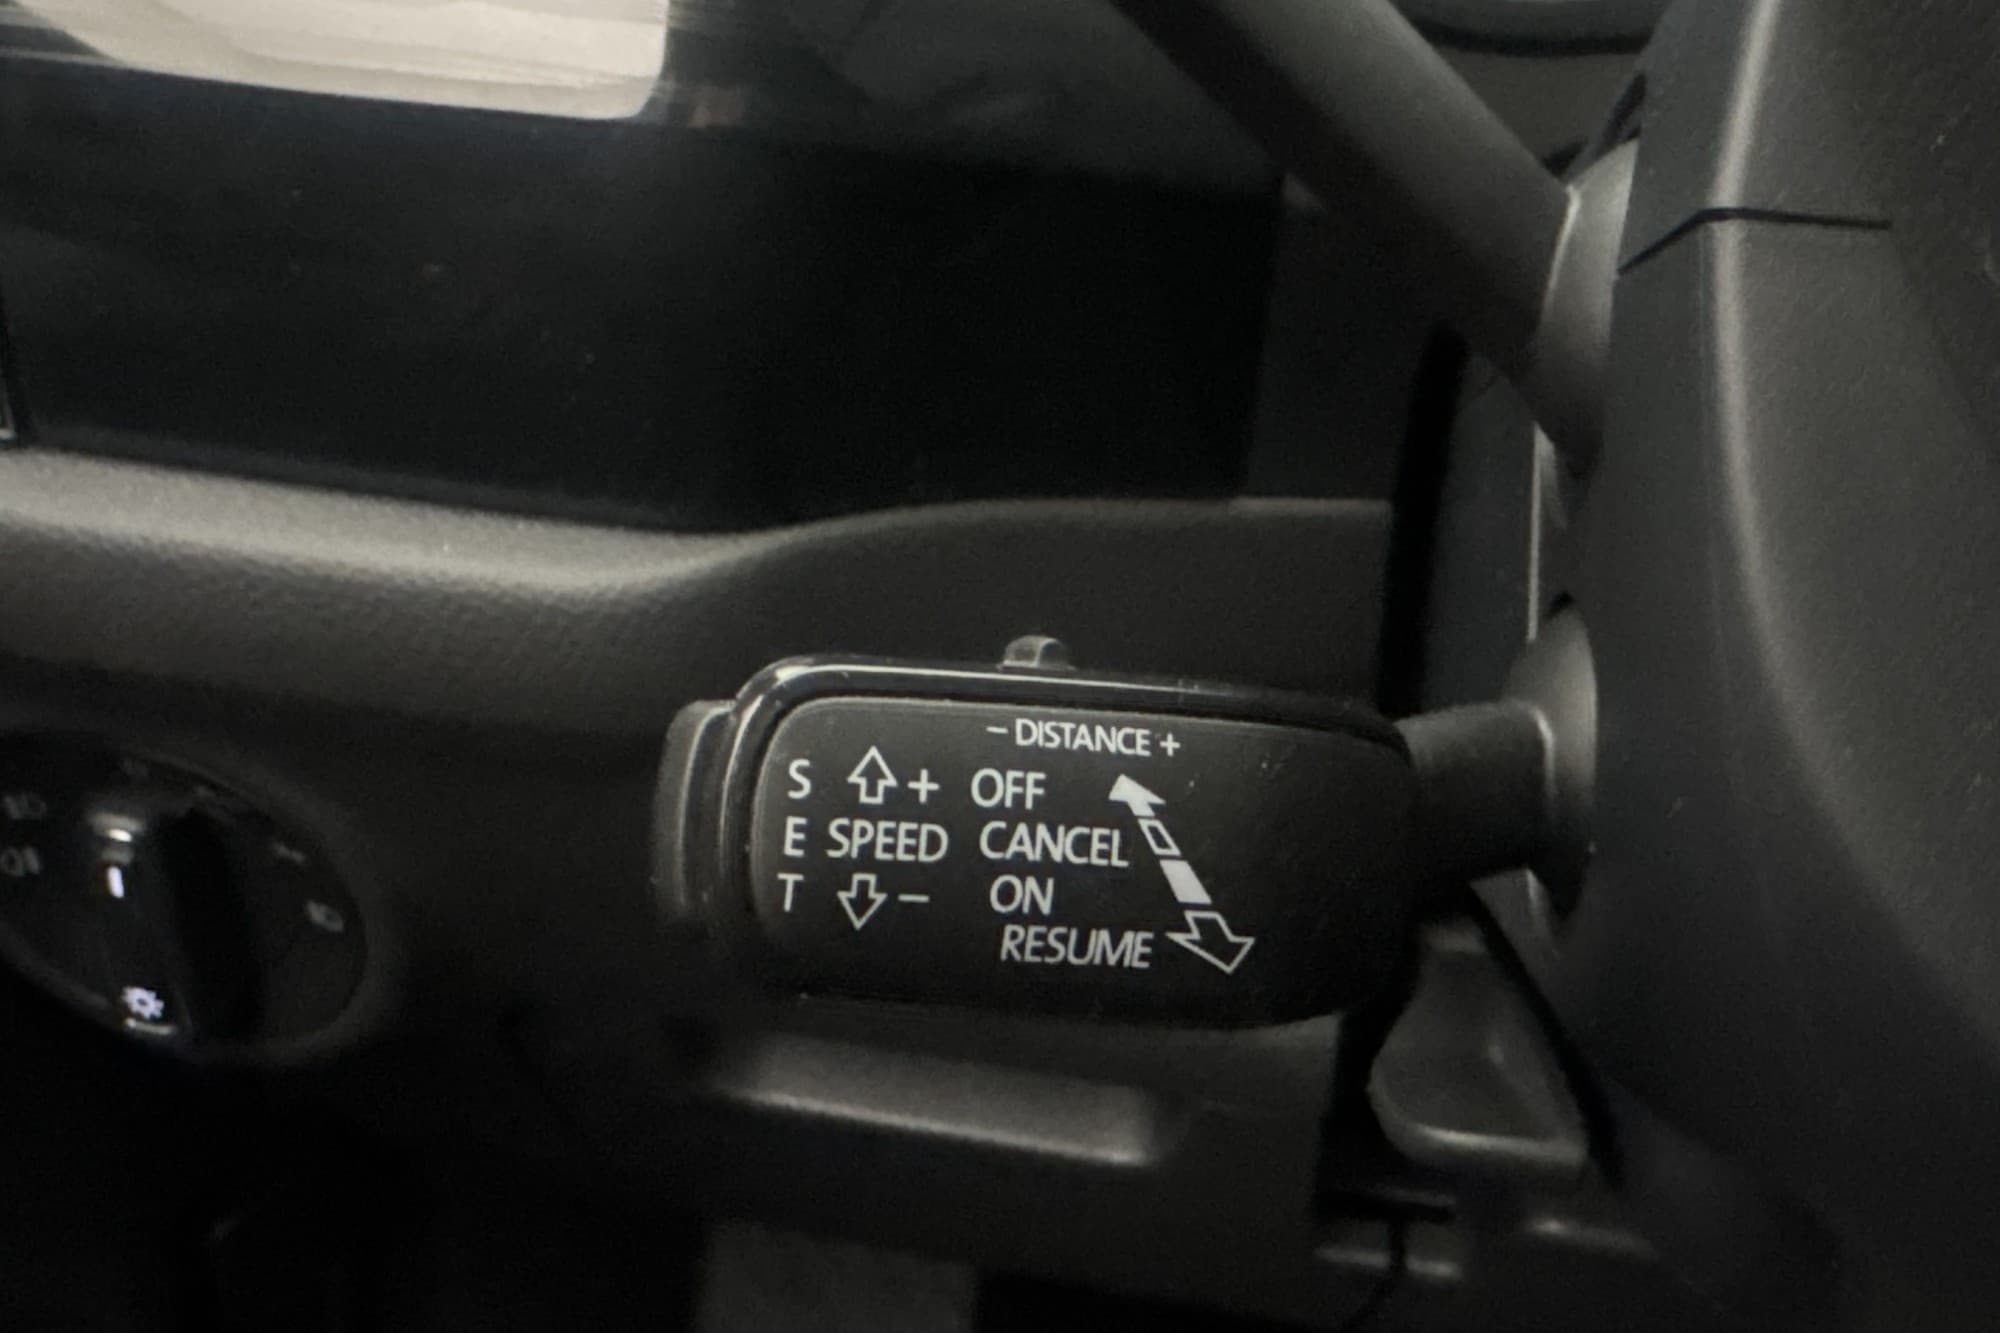 – DISTANCE +
S + OFF
E SPEED CANCEL
T – ON
RESUME